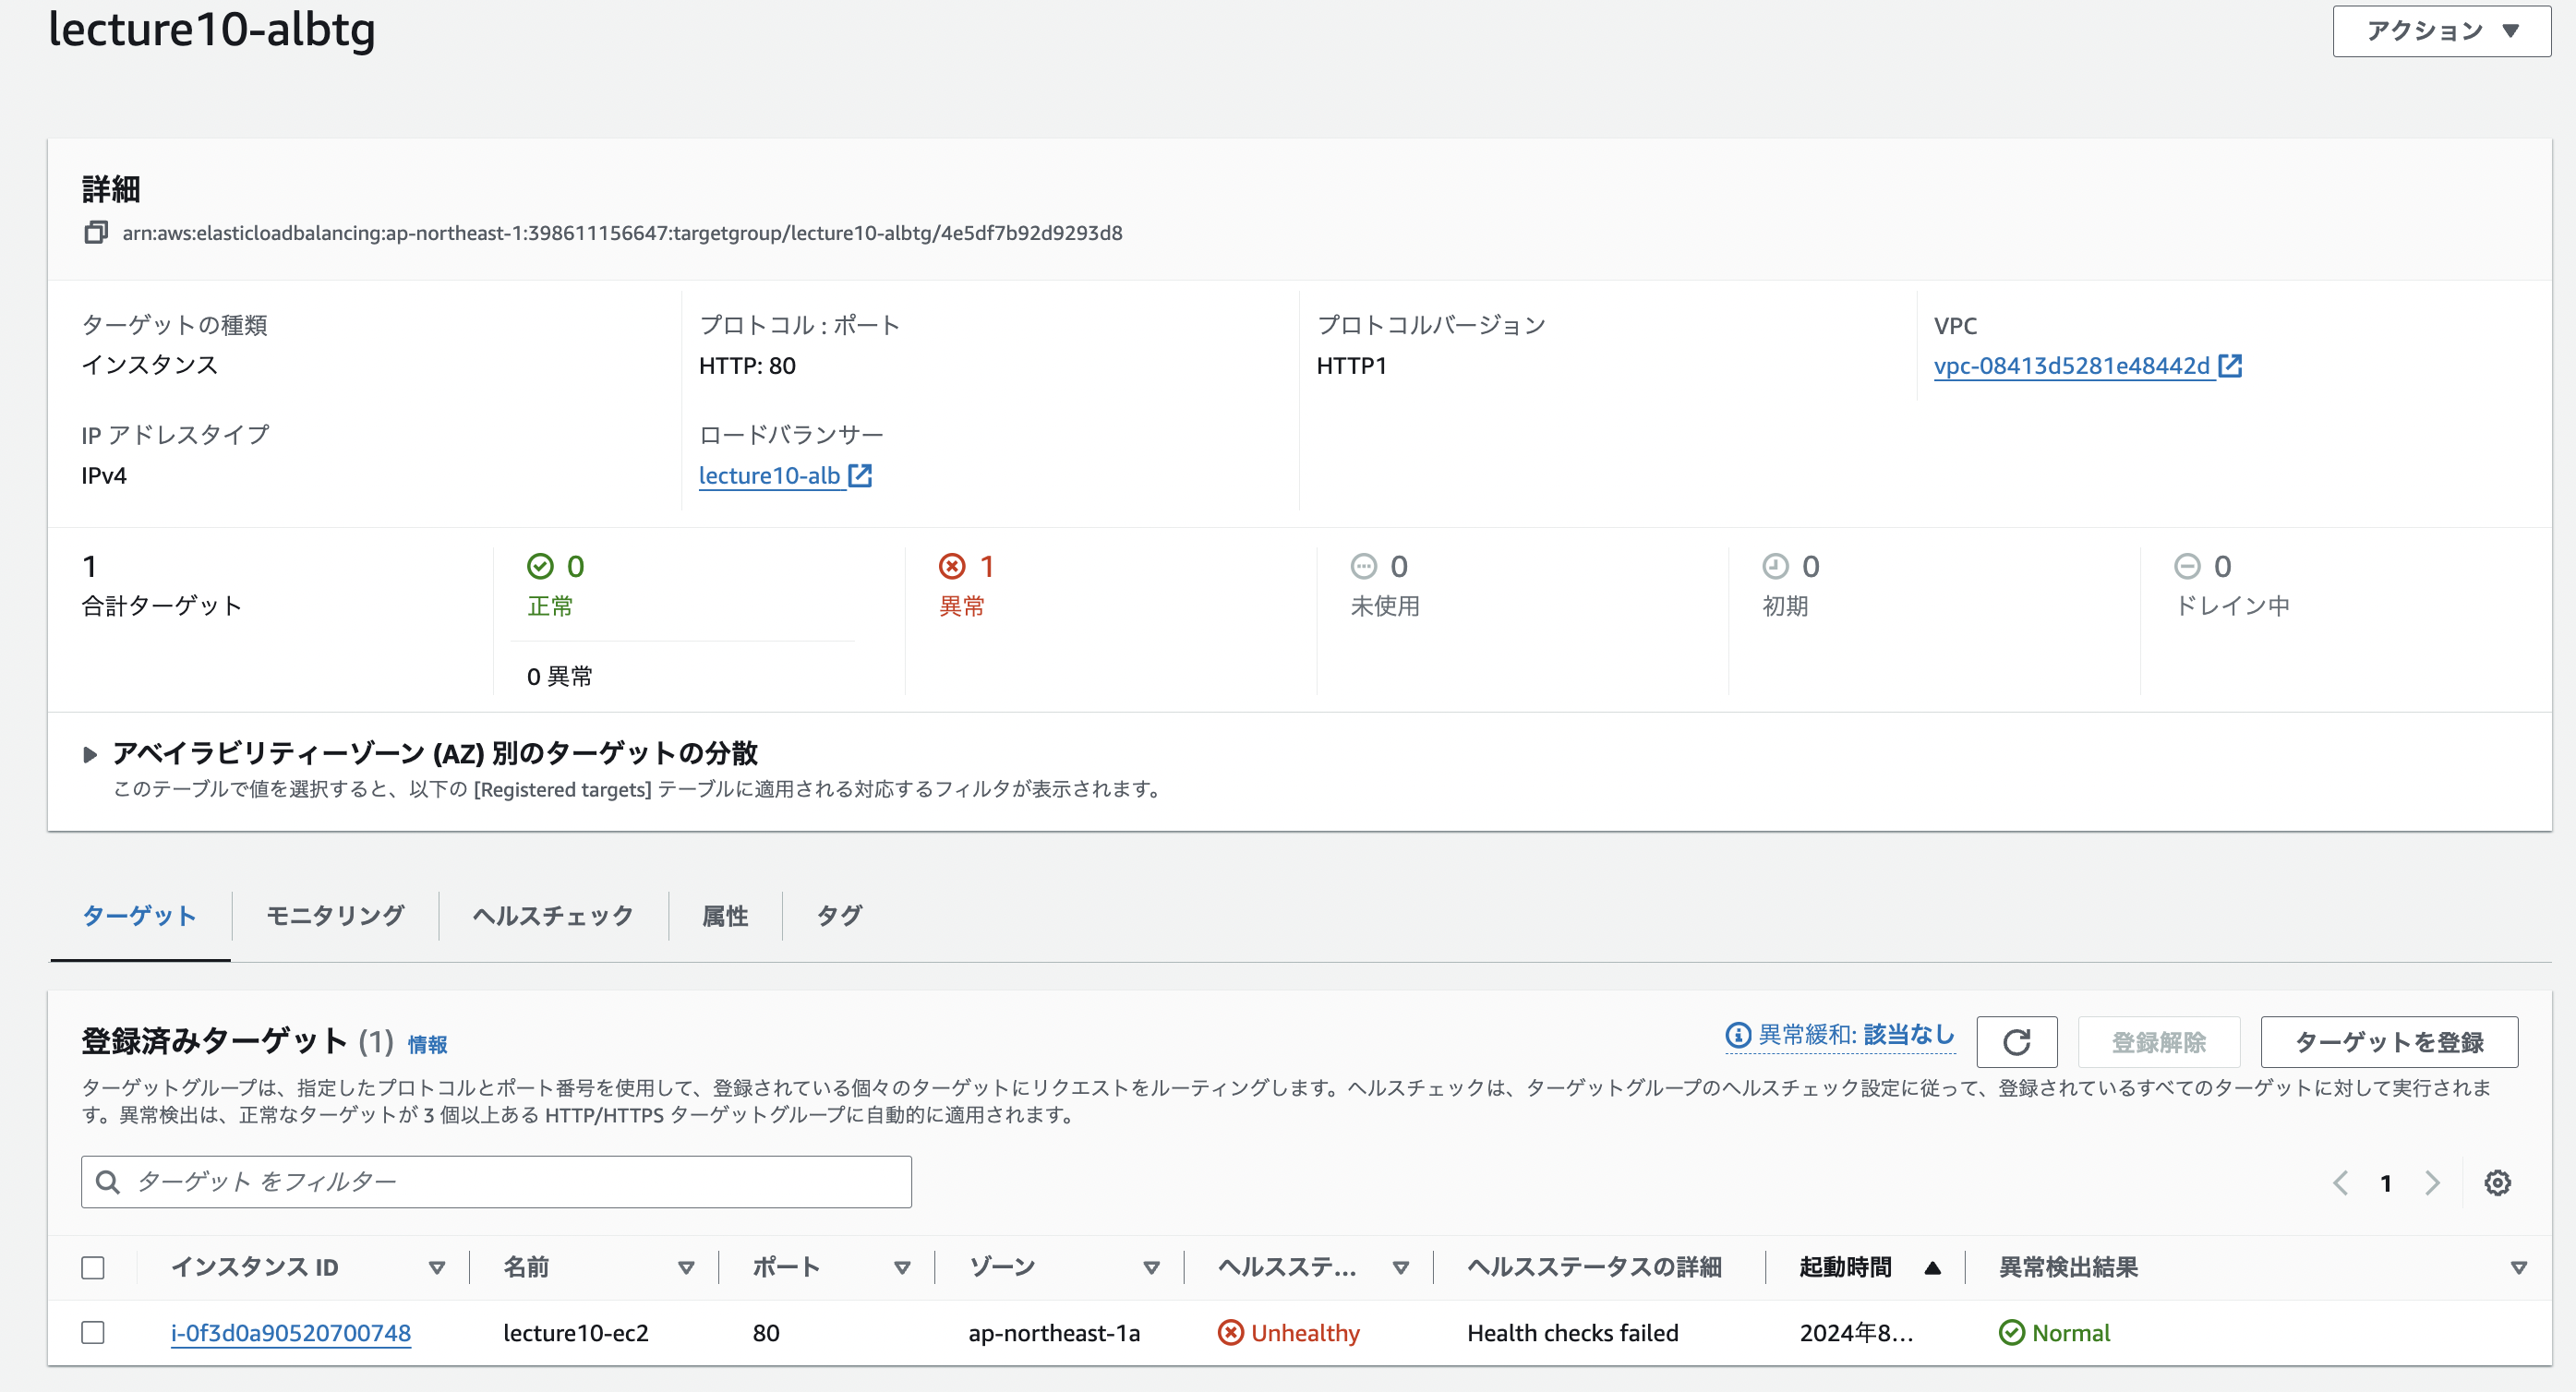 lecture10-albtg
アクション
詳細
arn:aws:elasticloadbalancing:ap-northeast-1:398611156647:targetgroup/lecture10-albtg/4e5df7b92d9293d8
ターゲットの種類
インスタンス
プロトコル : ポート
HTTP: 80
プロトコルバージョン
HTTP1
VPC
vpc-08413d5281e48442d
IP アドレスタイプ
IPv4
ロードバランサー
lecture10-alb
1
合計ターゲット
0
正常
0 異常
1
異常
0
未使用
0
初期
0
ドレイン中
アベイラビリティーゾーン (AZ) 別のターゲットの分散
このテーブルで値を選択すると、以下の [Registered targets] テーブルに適用される対応するフィルタが表示されます。
ターゲット
モニタリング
ヘルスチェック
属性
タグ
登録済みターゲット (1) 情報
異常緩和: 該当なし
登録解除
ターゲットを登録
ターゲットグループは、指定したプロトコルとポート番号を使用して、登録されている個々のターゲットにリクエストをルーティングします。ヘルスチェックは、ターゲットグループのヘルスチェック設定に従って、登録されているすべてのターゲットに対して実行されま
す。異常検出は、正常なターゲットが 3 個以上ある HTTP/HTTPS ターゲットグループに自動的に適用されます。
ターゲット をフィルター
1
インスタンス ID 名前 ポート ゾーン ヘルスステ... ヘルスステータスの詳細 起動時間 異常検出結果
i-0f3d0a90520700748 lecture10-ec2 80 ap-northeast-1a Unhealthy Health checks failed 2024年8... Normal